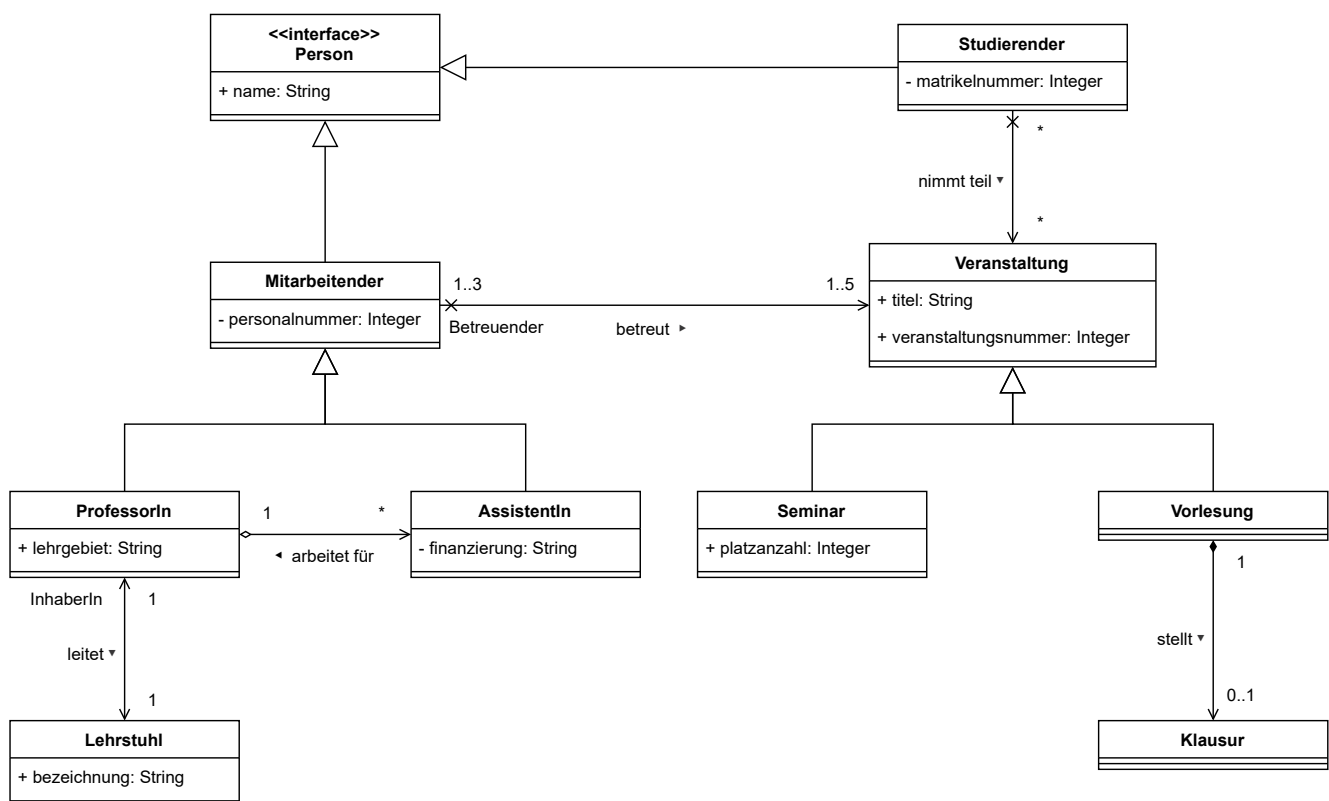 <<interface>>
Person
+ name: String
Studierender
- matrikelnummer: Integer
*
nimmt teil
*
Mitarbeitender
- personalnummer: Integer
1..3
1..5
Betreuender
betreut
Veranstaltung
+ titel: String
+ veranstaltungsnummer: Integer
ProfessorIn
+ lehrgebiet: String
1
*
arbeitet für
AssistentIn
- finanzierung: String
Seminar
+ platzanzahl: Integer
Vorlesung
1
InhaberIn
1
leitet
1
stellt
0..1
Lehrstuhl
+ bezeichnung: String
Klausur